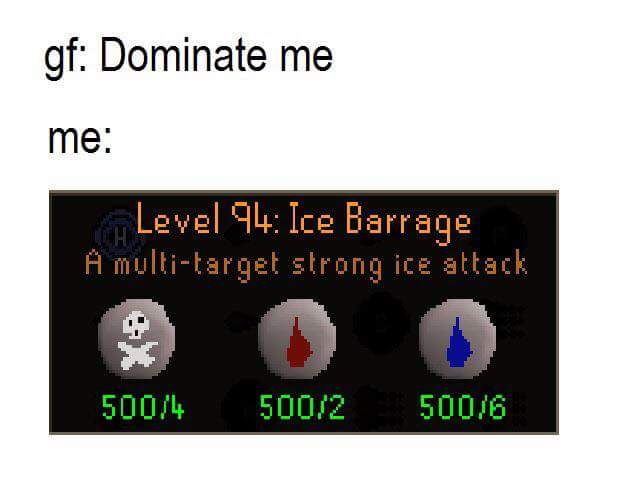 gf: Dominate me
me:
Level 94: Ice Barrage
A multi-target strong ice attack
500/4 500/2 500/6